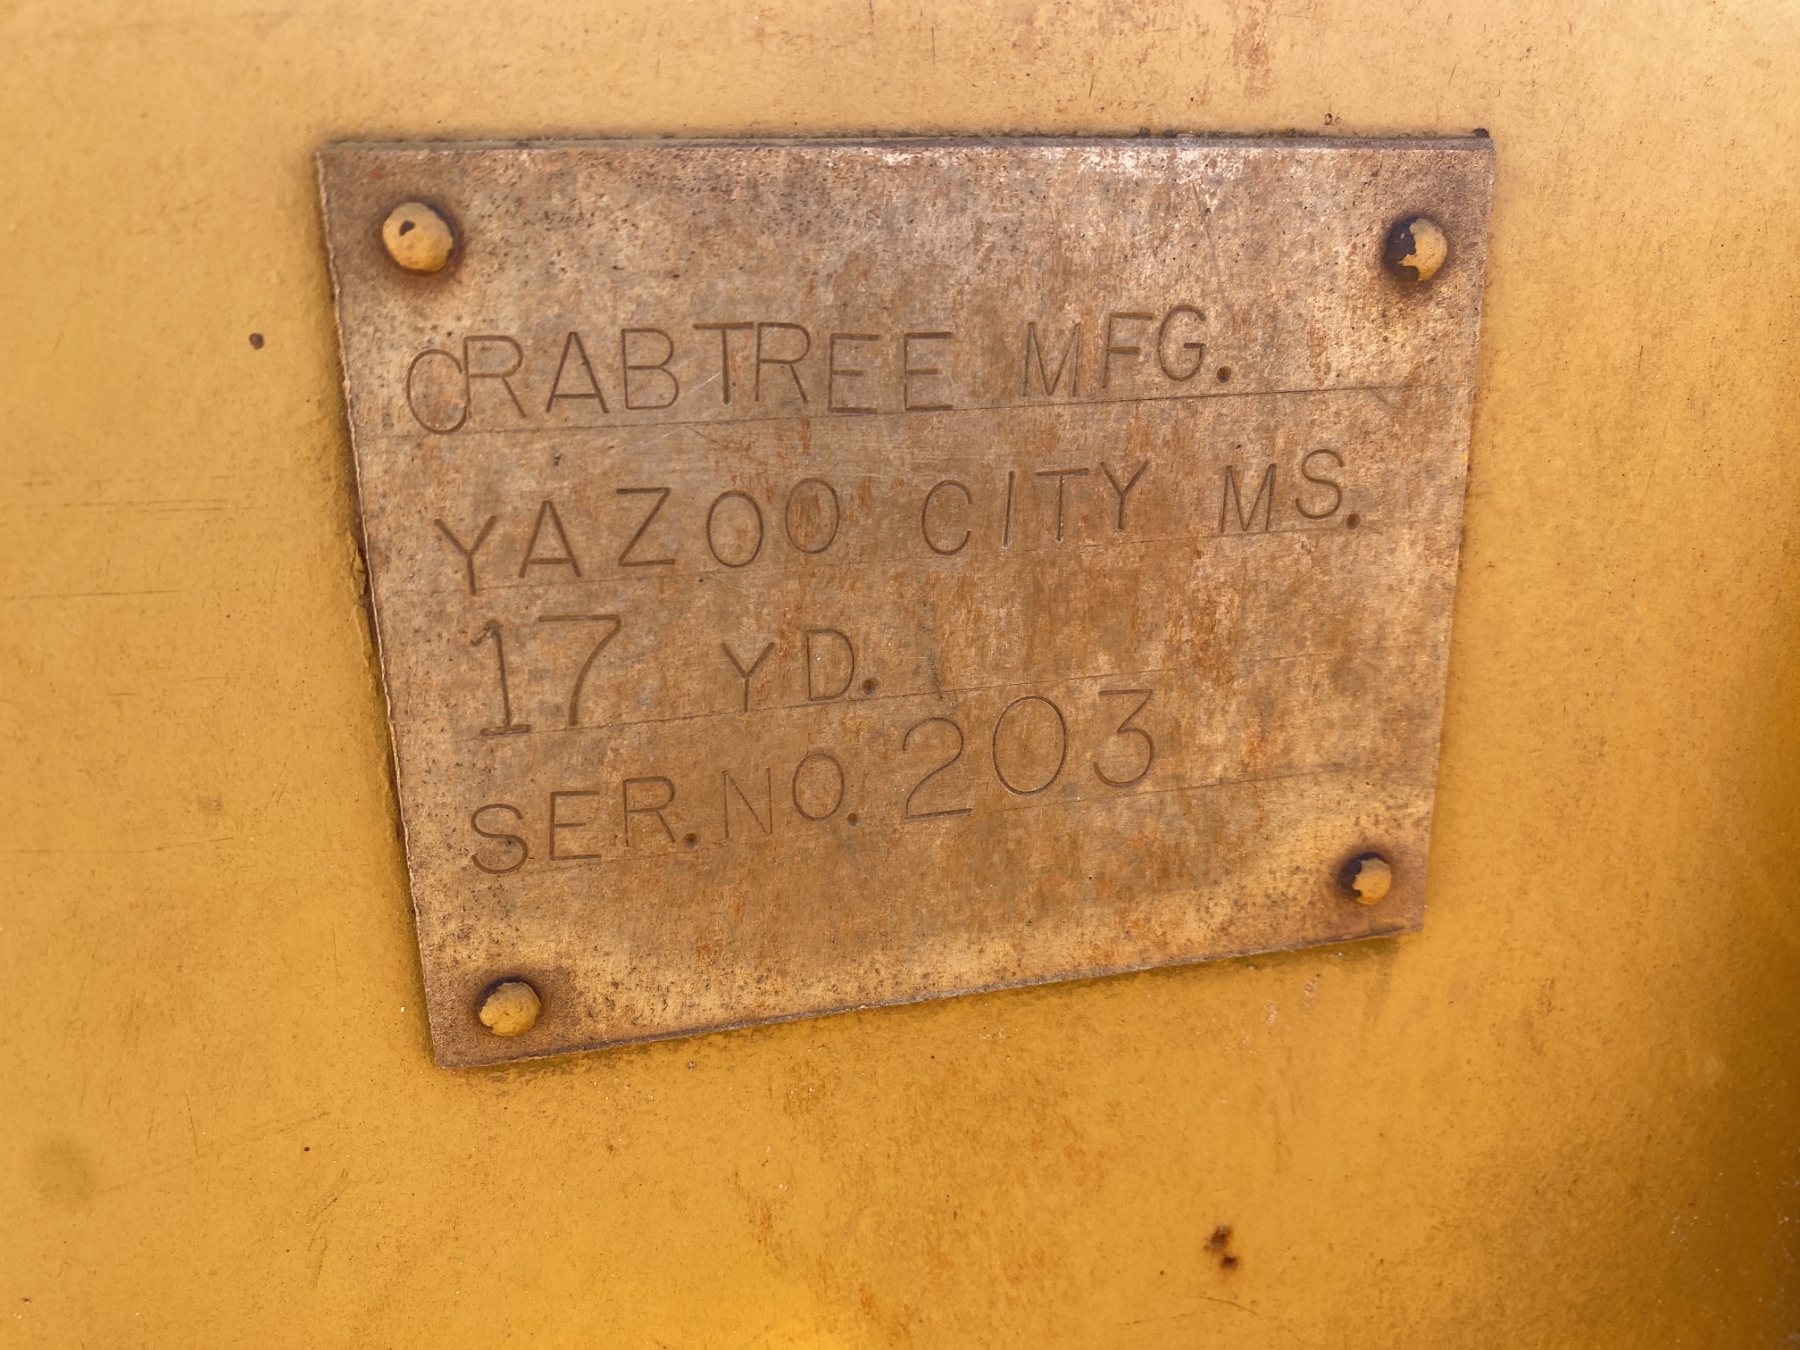 CRABTREE MFG.
YAZOO CITY MS.
17 YD.
SER. NO. 203